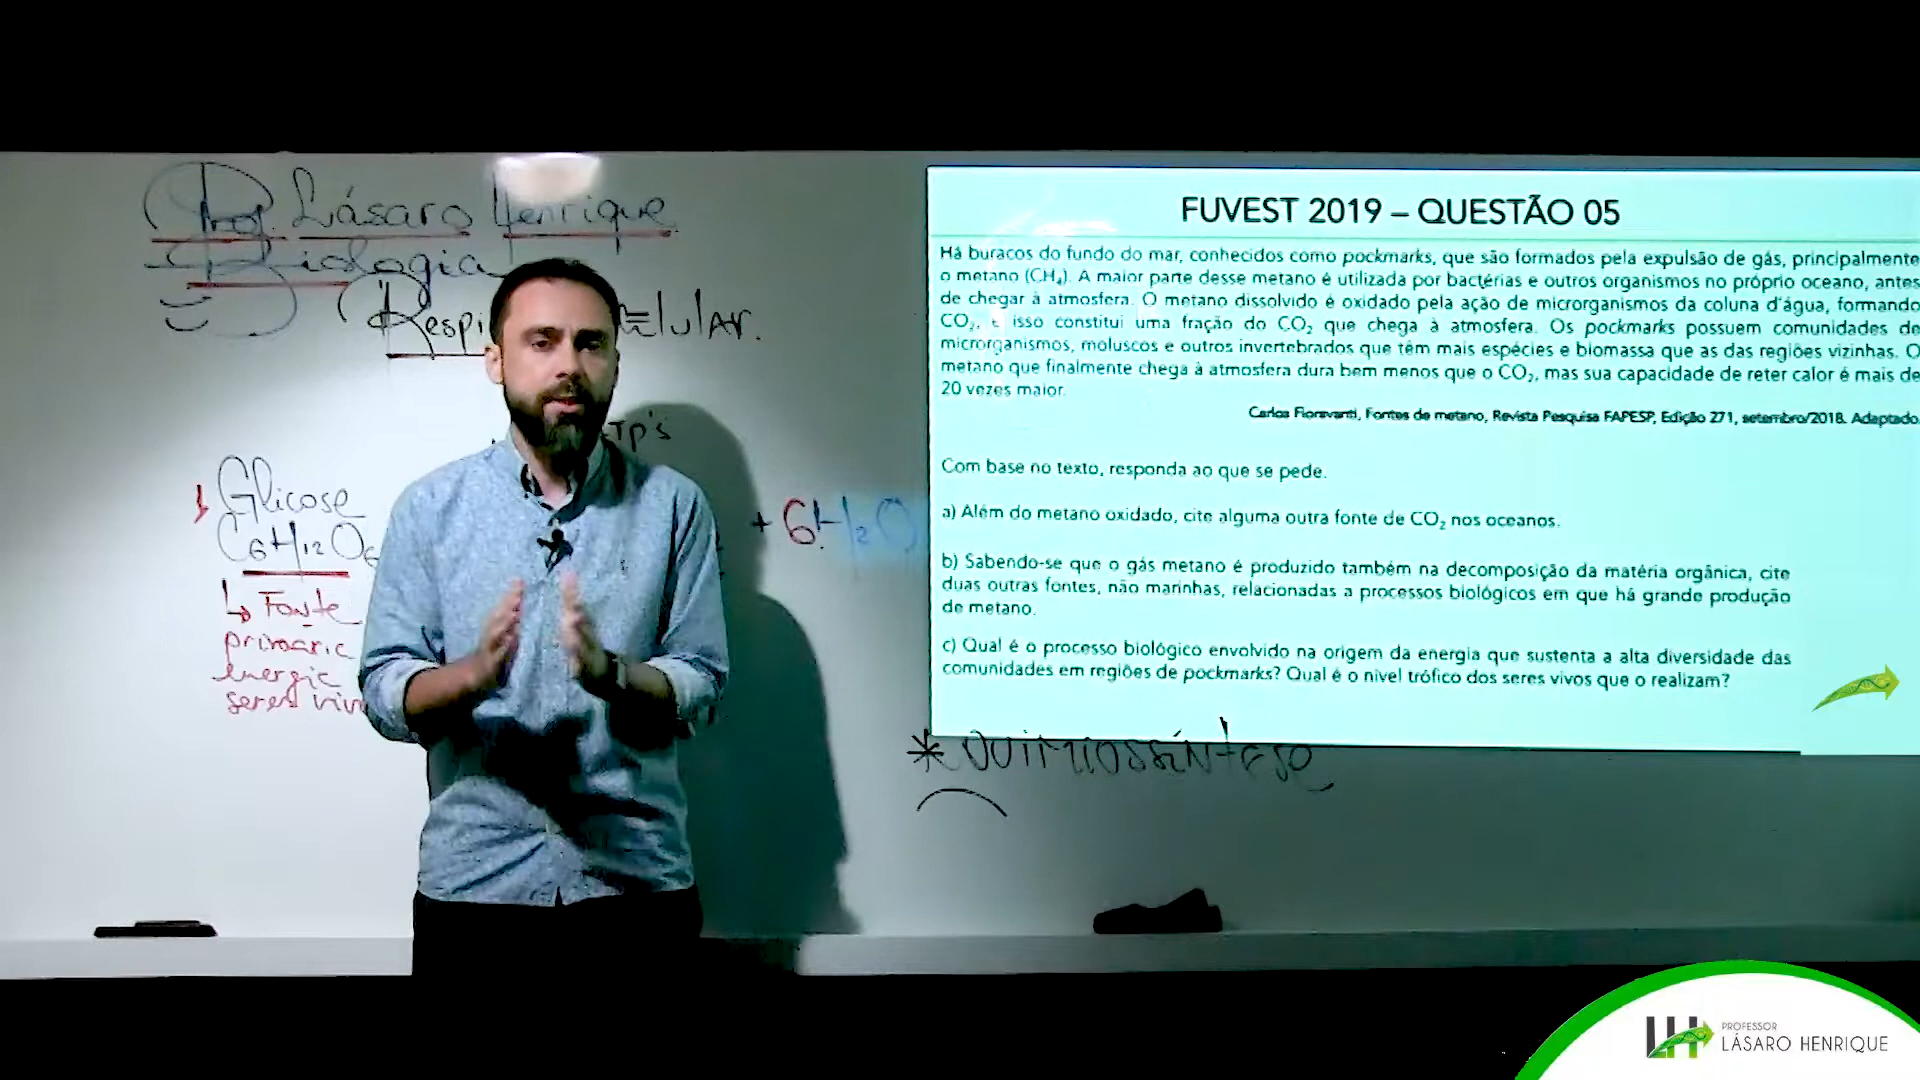 Prof. Lásaro Henrique
Biologia
Glicose
C6H12O6
Fonte
+ 6H2O
* Quimiossíntese
FUVEST 2019 – QUESTÃO 05
Há buracos do fundo do mar, conhecidos como pockmarks, que são formados pela expulsão de gás, principalmente
o metano (CH₄). A maior parte desse metano é utilizada por bactérias e outros organismos no próprio oceano, antes
de chegar à atmosfera. O metano dissolvido é oxidado pela ação de microrganismos da coluna d'água, formando
CO₂, e isso constitui uma fração do CO₂ que chega à atmosfera. Os pockmarks possuem comunidades de
microrganismos, moluscos e outros invertebrados que têm mais espécies e biomassa que as das regiões vizinhas. O
metano que finalmente chega à atmosfera dura bem menos que o CO₂, mas sua capacidade de reter calor é mais de
20 vezes maior.
Carlos Fioravanti, Fontes de metano, Revista Pesquisa FAPESP, Edição 271, setembro/2018. Adaptado.
Com base no texto, responda ao que se pede.
a) Além do metano oxidado, cite alguma outra fonte de CO₂ nos oceanos.
b) Sabendo-se que o gás metano é produzido também na decomposição da matéria orgânica, cite
duas outras fontes, não marinhas, relacionadas a processos biológicos em que há grande produção
de metano.
c) Qual é o processo biológico envolvido na origem da energia que sustenta a alta diversidade das
comunidades em regiões de pockmarks? Qual é o nível trófico dos seres vivos que o realizam?
LH PROFESSOR
LÁSARO HENRIQUE